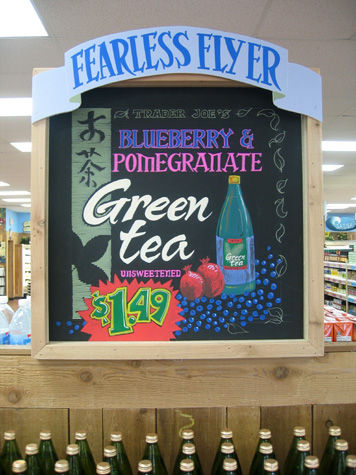 FEARLESS FLYER
TRADER JOE'S
BLUEBERRY &
POMEGRANATE
お茶
Green
tea
UNSWEETENED
$1.49
Green
tea